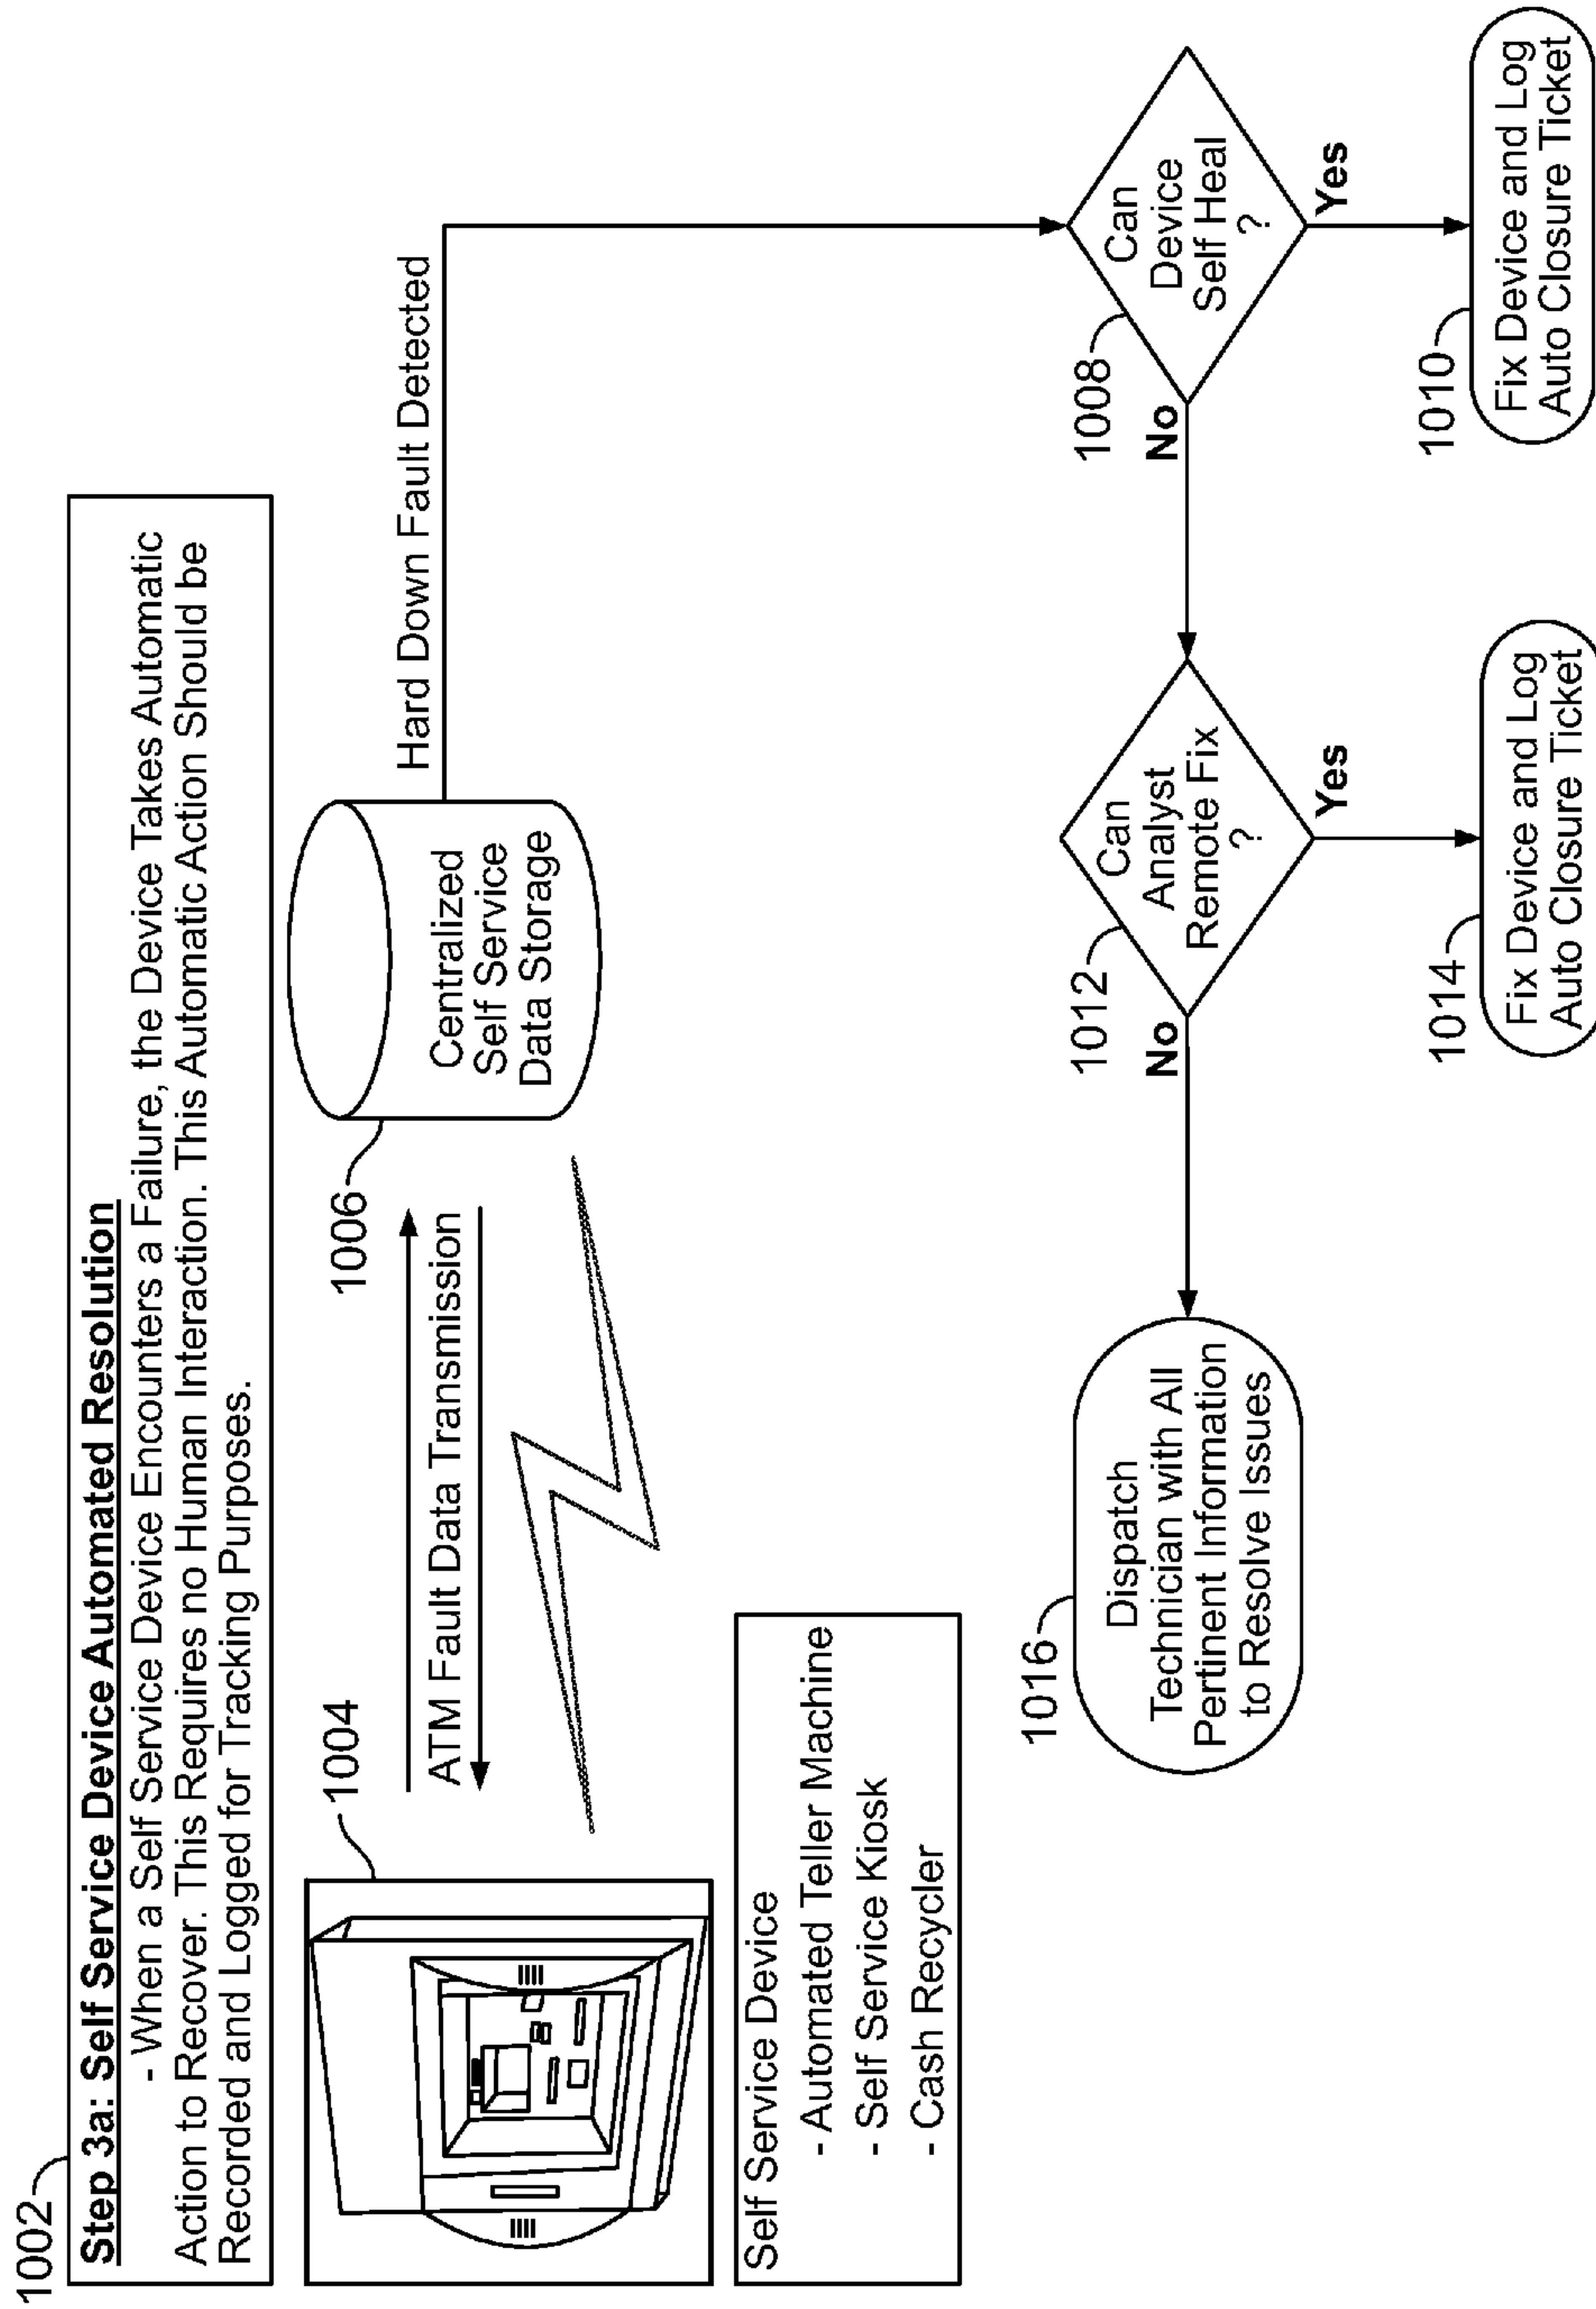 1002
Step 3a: Self Service Device Automated Resolution
- When a Self Service Device Encounters a Failure, the Device Takes Automatic
Action to Recover. This Requires no Human Interaction. This Automatic Action Should be
Recorded and Logged for Tracking Purposes.
1004
ATM Fault Data Transmission
1006
Centralized
Self Service
Data Storage
Hard Down Fault Detected
Self Service Device
- Automated Teller Machine
- Self Service Kiosk
- Cash Recycler
1008
Can
Device
Self Heal
?
No
Yes
1010
Fix Device and Log
Auto Closure Ticket
1012
Can
Analyst
Remote Fix
?
No
Yes
1014
Fix Device and Log
Auto Closure Ticket
1016
Dispatch
Technician with All
Pertinent Information
to Resolve Issues